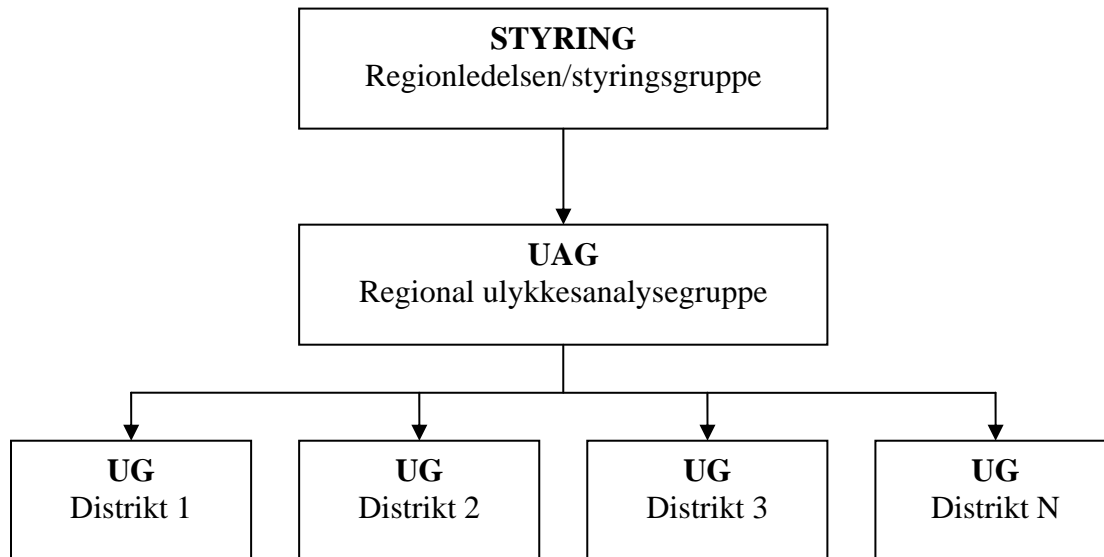 STYRING
Regionledelsen/styringsgruppe
UAG
Regional ulykkesanalysegruppe
UG
Distrikt 1
UG
Distrikt 2
UG
Distrikt 3
UG
Distrikt N